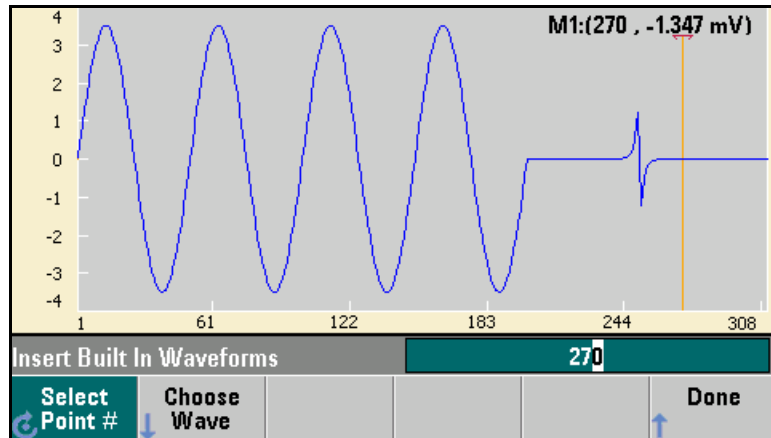 M1:(270 , -1.347 mV)
4
3
2
1
0
-1
-2
-3
-4
1 61 122 183 244 308
Insert Built In Waveforms 270
Select Point #
Choose Wave
Done